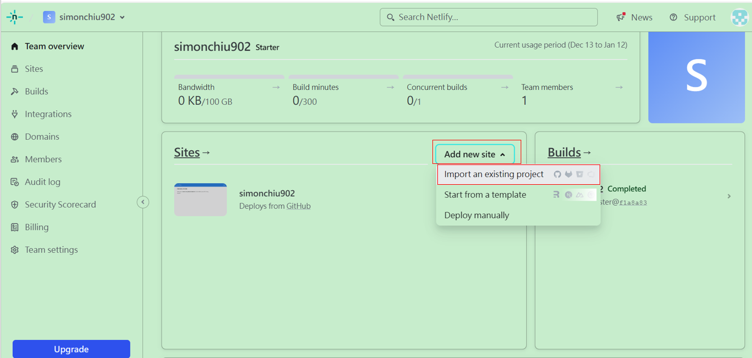 S simonchiu902
Search Netlify...
News
Support
Team overview
Sites
Builds
Integrations
Domains
Members
Audit log
Security Scorecard
Billing
Team settings
Upgrade
simonchiu902 Starter
Current usage period (Dec 13 to Jan 12)
Bandwidth →
0 KB/100 GB
Build minutes →
0/300
Concurrent builds →
0/1
Team members →
1
S
Sites →
Add new site
Import an existing project
Start from a template
Deploy manually
simonchiu902
Deploys from GitHub
Builds →
2 Completed